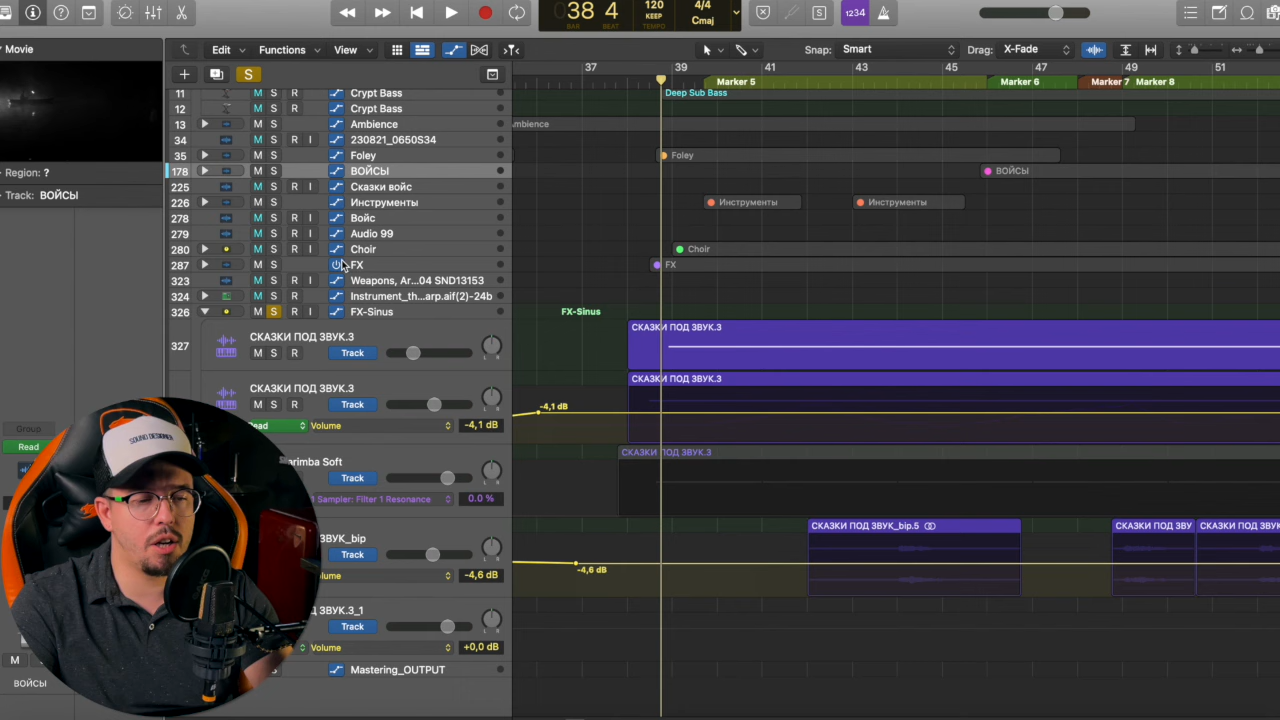 38 4
120
4/4
BAR
BEAT
KEEP
TEMPO
Cmaj
1234
Movie
Edit
Functions
View
Snap:
Smart
Drag:
X-Fade
S
37
39
41
43
45
47
49
51
Marker 5
Marker 6
Marker 7
Marker 8
11
Crypt Bass
Deep Sub Bass
12
M S R
Crypt Bass
13
M S
Ambience
mbience
34
M S R I
230821_0650S34
35
M S
Foley
Foley
Region: ?
178
M S
ВОЙСЫ
ВОЙСЫ
Track: ВОЙСЫ
225
M S R I
Сказки войс
226
M S
Инструменты
Инструменты
Инструменты
278
M S R I
Войс
279
M S R I
Audio 99
280
M S R I
Choir
Choir
287
M S
FX
FX
323
M S R I
Weapons, Ar...04 SND13153
324
M S R
Instrument_th...arp.aif(2)-24b
326
M S R I
FX-Sinus
FX-Sinus
327
СКАЗКИ ПОД ЗВУК.3
M S R
Track
L R
СКАЗКИ ПОД ЗВУК.3
СКАЗКИ ПОД ЗВУК.3
M S R
Track
L R
СКАЗКИ ПОД ЗВУК.3
ead
Volume
-4,1 dB
-4,1 dB
Group
Read
SOUND DESIGNER
arimba Soft
Track
L R
СКАЗКИ ПОД ЗВУК.3
1 Sampler: Filter 1 Resonance
0.0 %
ЗВУК_bip
Track
L R
СКАЗКИ ПОД ЗВУК_bip.5
СКАЗКИ ПОД ЗВУ
СКАЗКИ ПОД ЗВУК
olume
-4,6 dB
-4,6 dB
Д ЗВУК.3_1
Track
L R
Volume
+0,0 dB
M
Mastering_OUTPUT
ВОЙСЫ